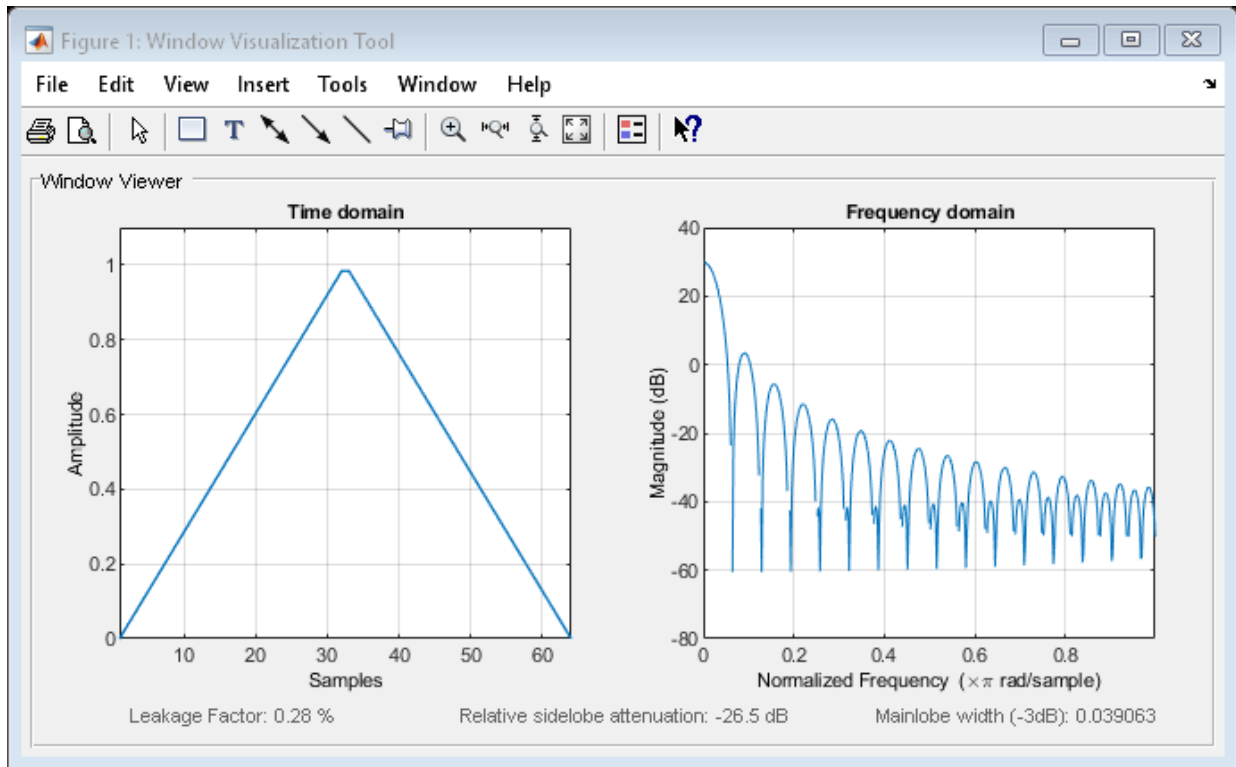 Figure 1: Window Visualization Tool
File Edit View Insert Tools Window Help
T
?
Window Viewer
Time domain
1
0.8
0.6
0.4
0.2
0
Amplitude
10 20 30 40 50 60
Samples
Frequency domain
40
20
0
-20
-40
-60
-80
Magnitude (dB)
0 0.2 0.4 0.6 0.8
Normalized Frequency (×π rad/sample)
Leakage Factor: 0.28 % Relative sidelobe attenuation: -26.5 dB Mainlobe width (-3dB): 0.039063